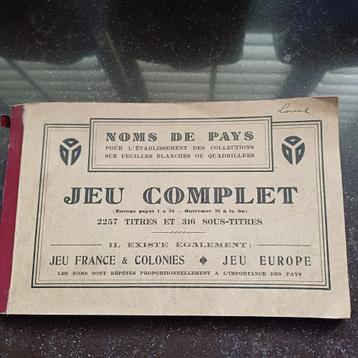 Louis
NOMS DE PAYS
POUR L'ÉTABLISSEMENT DES COLLECTIONS
SUR FEUILLES BLANCHES OU QUADRILLÉES
JEU COMPLET
(Europe pages 1 à 34 — Outremer 35 à la fin)
2257 TITRES ET 316 SOUS-TITRES
IL EXISTE ÉGALEMENT :
JEU FRANCE & COLONIES ◆ JEU EUROPE
LES NOMS SONT RÉPÉTÉS PROPORTIONNELLEMENT A L'IMPORTANCE DES PAYS